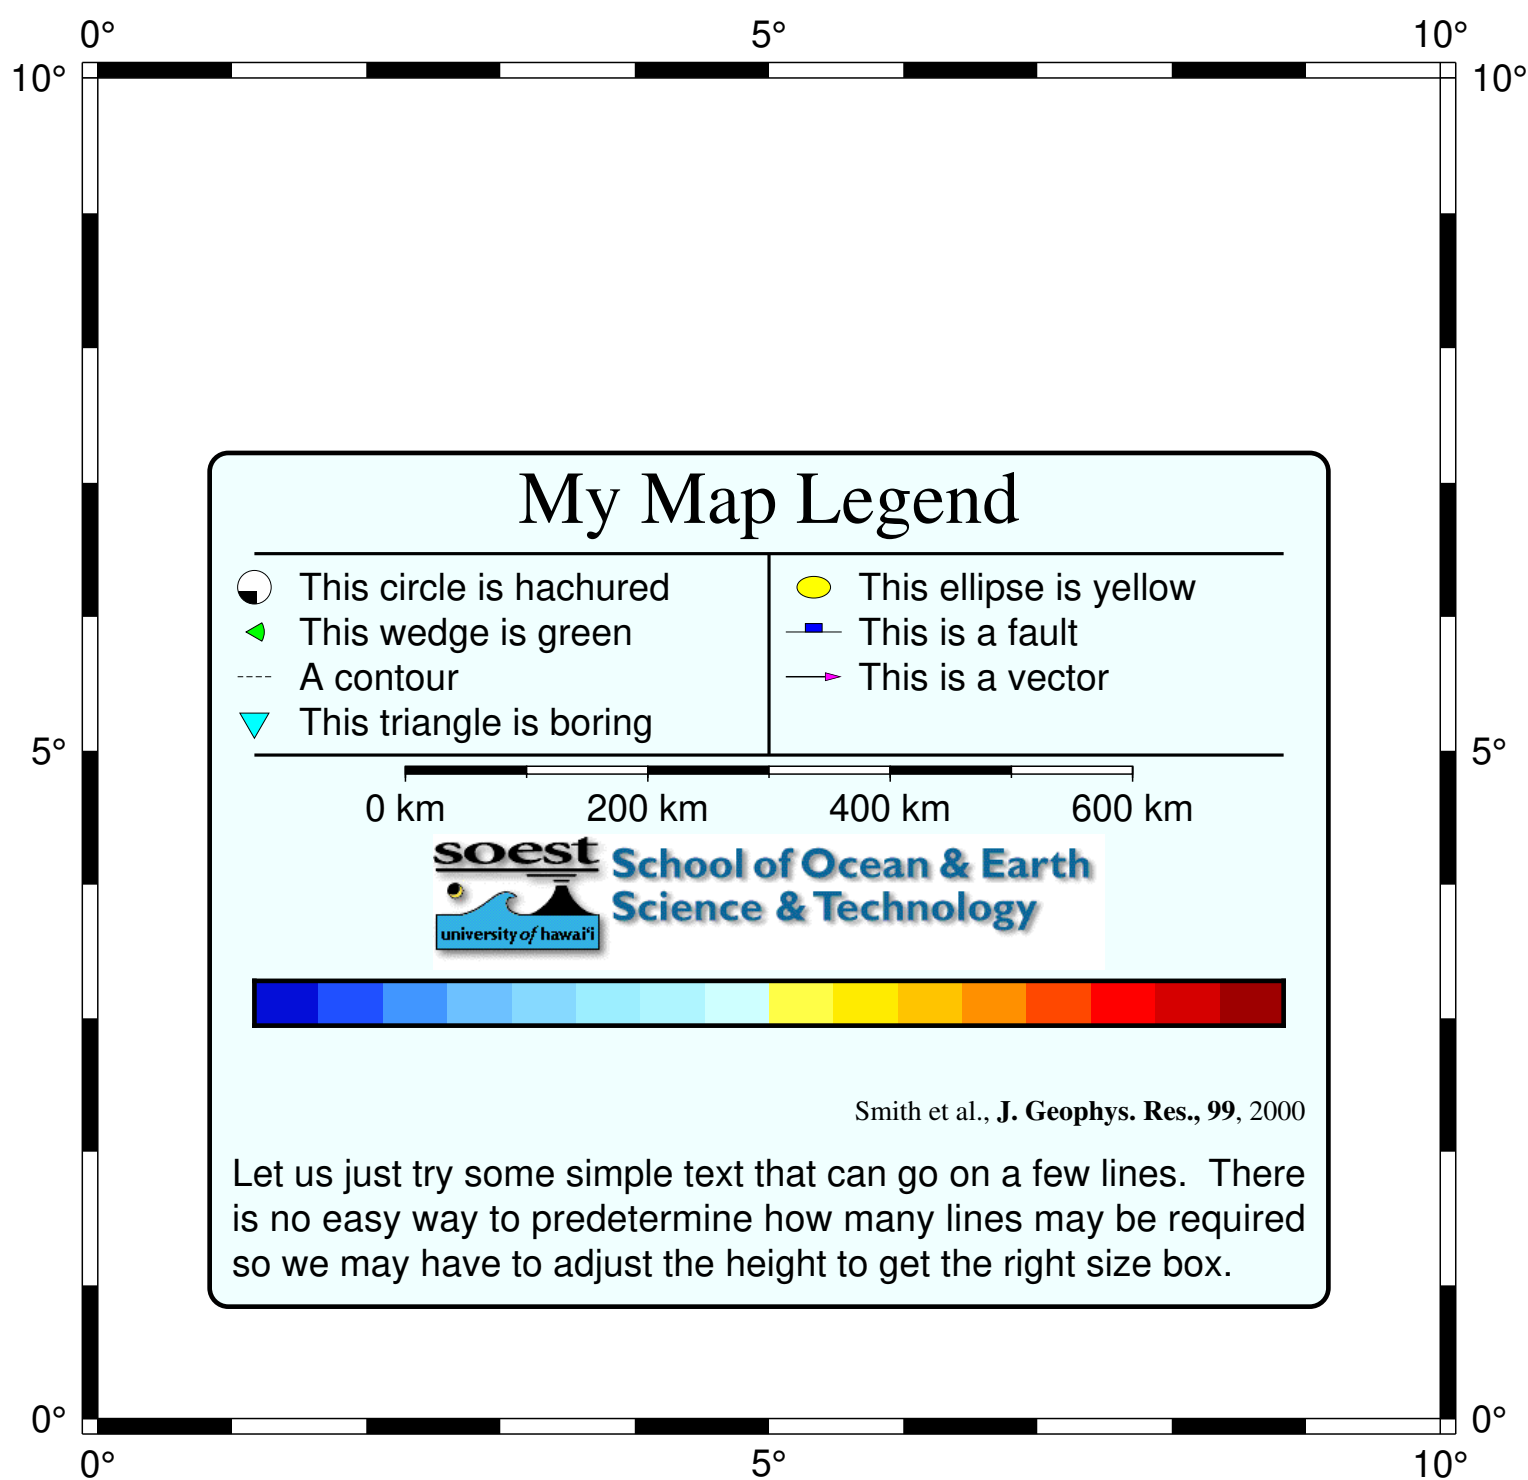 0° 5° 10°
10° 10°
My Map Legend
This circle is hachured
This wedge is green
A contour
This triangle is boring
This ellipse is yellow
This is a fault
This is a vector
5° 5°
0 km 200 km 400 km 600 km
soest School of Ocean & Earth
Science & Technology
university of hawai'i
Smith et al., J. Geophys. Res., 99, 2000
Let us just try some simple text that can go on a few lines.  There
is no easy way to predetermine how many lines may be required
so we may have to adjust the height to get the right size box.
0° 0°
0° 5° 10°